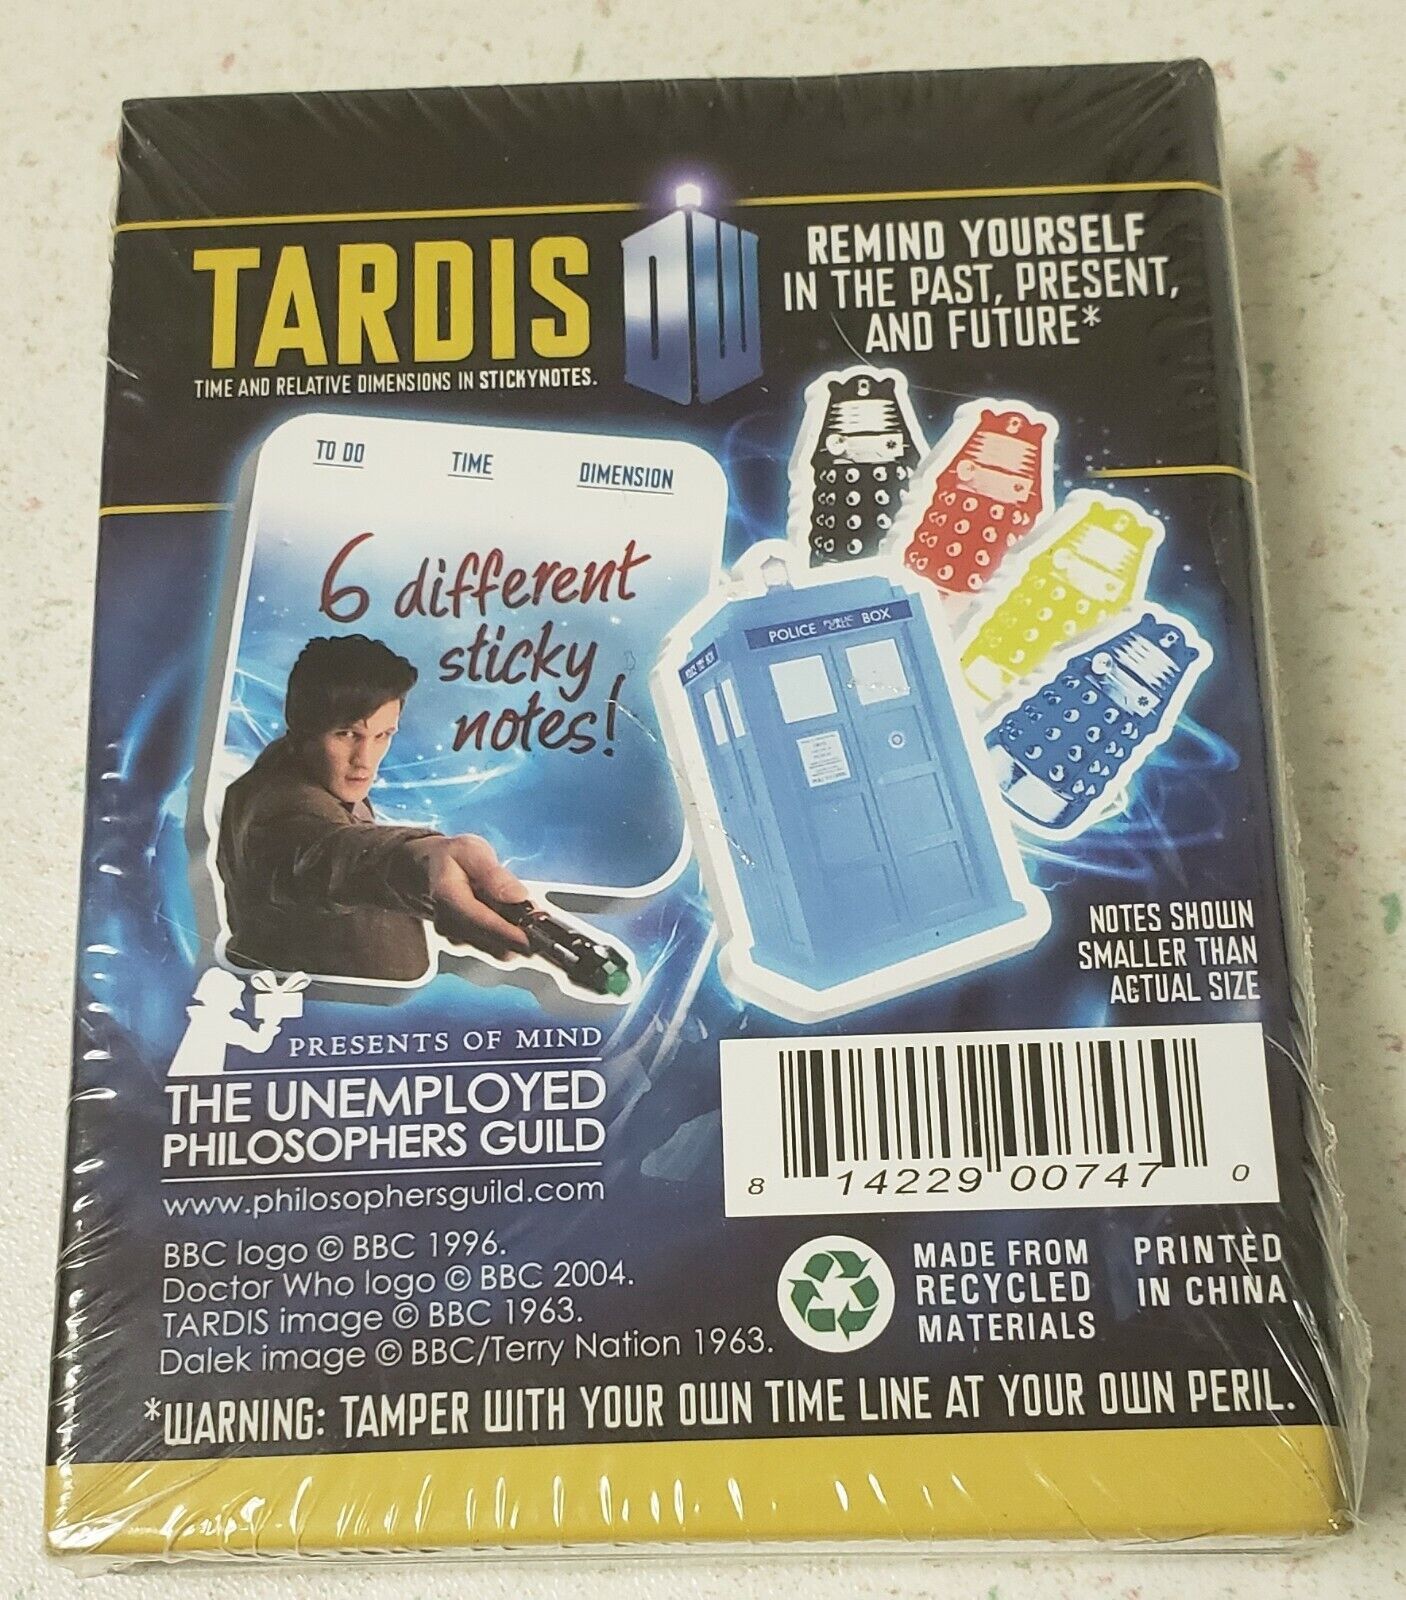 TARDIS
TIME AND RELATIVE DIMENSIONS IN STICKYNOTES.
DW
REMIND YOURSELF
IN THE PAST, PRESENT,
AND FUTURE*
TO DO TIME DIMENSION
6 different
sticky
notes!
POLICE PUBLIC CALL BOX
NOTES SHOWN
SMALLER THAN
ACTUAL SIZE
PRESENTS OF MIND
THE UNEMPLOYED
PHILOSOPHERS GUILD
www.philosophersguild.com
8 14229 00747 0
BBC logo © BBC 1996.
Doctor Who logo © BBC 2004.
TARDIS image © BBC 1963.
Dalek image © BBC/Terry Nation 1963.
MADE FROM
RECYCLED
MATERIALS
PRINTED
IN CHINA
*WARNING: TAMPER WITH YOUR OWN TIME LINE AT YOUR OWN PERIL.